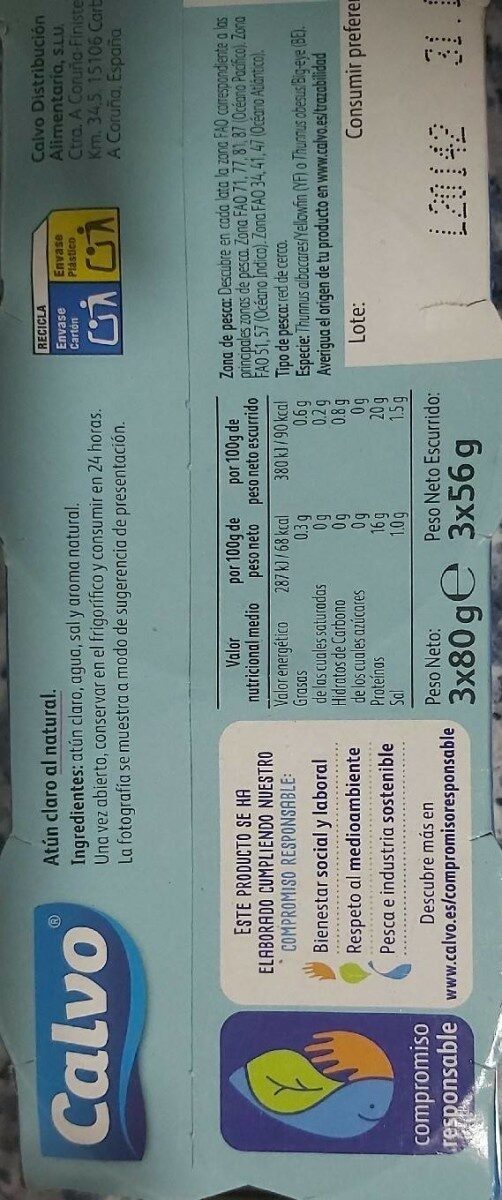 Calvo®
Atún claro al natural.
Ingredientes: atún claro, agua, sal y aroma natural.
Una vez abierto, conservar en el frigorífico y consumir en 24 horas.
La fotografía se muestra a modo de sugerencia de presentación.
RECICLA
Envase
Cartón
Envase
Plástico
Calvo Distribución
Alimentaria, S.L.U.
Ctra. A Coruña Finiste
Km. 34.5. 15106 Carb
A Coruña, España
compromiso
responsable
ESTE PRODUCTO SE HA
ELABORADO CUMPLIENDO NUESTRO
COMPROMISO RESPONSABLE:
Bienestar social y laboral
Respeto al medioambiente
Pesca e industria sostenible
Descubre más en
www.calvo.es/compromisoresponsable
Valor nutricional medio por 100g de peso neto por 100g de peso neto escurrido
Valor energético 287 kJ / 68 kcal 380 kJ / 90 kcal
Grasas 0.3 g 0.6 g
de las cuales saturadas 0 g 0.2 g
Hidratos de Carbono 0g 0.8 g
de los cuales azúcares 0 g 0 g
Proteínas 16 g 20 g
Sal 1.0 g 1.5 g
Peso Neto: Peso Neto Escurrido:
3x80 g e 3x56 g
Zona de pesca: Descubre en cada lata la zona FAO correspondiente a las
principales zonas de pesca. Zona FAO 71, 77, 81, 87 (Océano Pacífico). Zona
FAO 51, 57 (Océano Índico). Zona FAO 34, 41, 47 (Océano Atlántico).
Tipo de pesca: red de cerco.
Especie: Thunnus albacares/Yellowfin (YF) o Thunnus obesus/Big-eye (BE).
Averigua el origen de tu producto en www.calvo.es/trazabilidad
Lote: Consumir preferen
L20142 31.